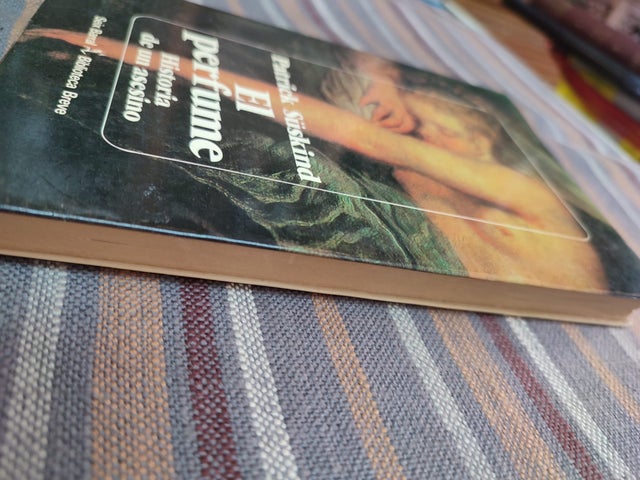 Patrick Süskind
El
perfume
Historia
de un asesino
Seix Barral Biblioteca Breve